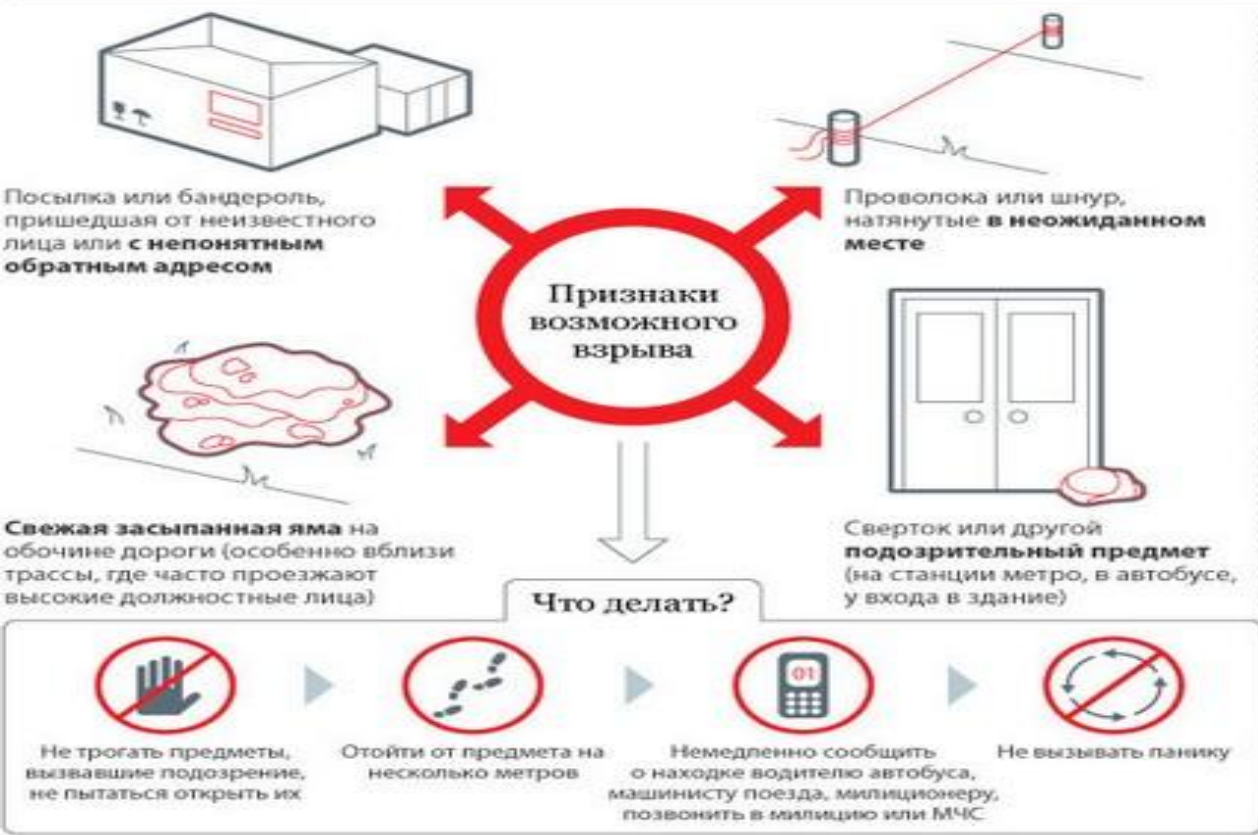 Посылка или бандероль,
пришедшая от неизвестного
лица или с непонятным
обратным адресом
Проволока или шнур,
натянутые в неожиданном
месте
Признаки
возможного
взрыва
Свежая засыпанная яма на
обочине дороги (особенно вблизи
трассы, где часто проезжают
высокие должностные лица)
Сверток или другой
подозрительный предмет
(на станции метро, в автобусе,
у входа в здание)
Что делать?
Не трогать предметы,
вызвавшие подозрение,
не пытаться открыть их
Отойти от предмета на
несколько метров
01
Немедленно сообщить
о находке водителю автобуса,
машинисту поезда, милиционеру,
позвонить в милицию или МЧС
Не вызывать панику